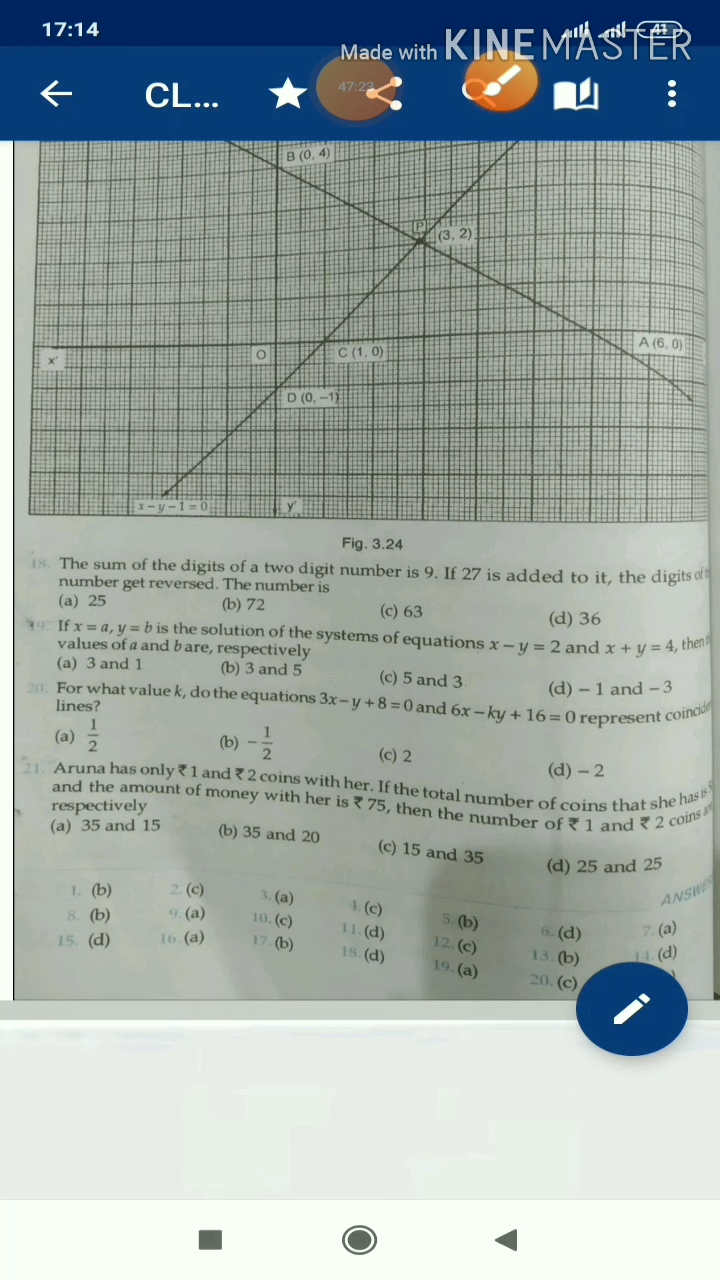 17:14
41
Made with KINEMASTER
CL...
47:23
B (0, 4)
P
(3, 2)
x'
O
C (1, 0)
A (6, 0)
D (0, –1)
x – y – 1 = 0
y'
Fig. 3.24
18. The sum of the digits of a two digit number is 9. If 27 is added to it, the digits of
number get reversed. The number is
(a) 25 (b) 72 (c) 63 (d) 36
19. If x = a, y = b is the solution of the systems of equations x – y = 2 and x + y = 4, then
values of a and b are, respectively
(a) 3 and 1 (b) 3 and 5 (c) 5 and 3 (d) – 1 and – 3
20. For what value k, do the equations 3x – y + 8 = 0 and 6x – ky + 16 = 0 represent
lines?
(a) 1/2 (b) – 1/2 (c) 2 (d) – 2
21. Aruna has only ₹ 1 and ₹ 2 coins with her. If the total number of coins that she has is
and the amount of money with her is ₹ 75, then the number of ₹ 1 and ₹ 2 coins
respectively
(a) 35 and 15 (b) 35 and 20 (c) 15 and 35 (d) 25 and 25
1. (b) 2. (c) 3. (a) 4. (c) 5. (b) 6. (d) 7. (a)
8. (b) 9. (a) 10. (c) 11. (d) 12. (c) 13. (b) 14. (d)
15. (d) 16. (a) 17. (b) 18. (d) 19. (a) 20. (c)